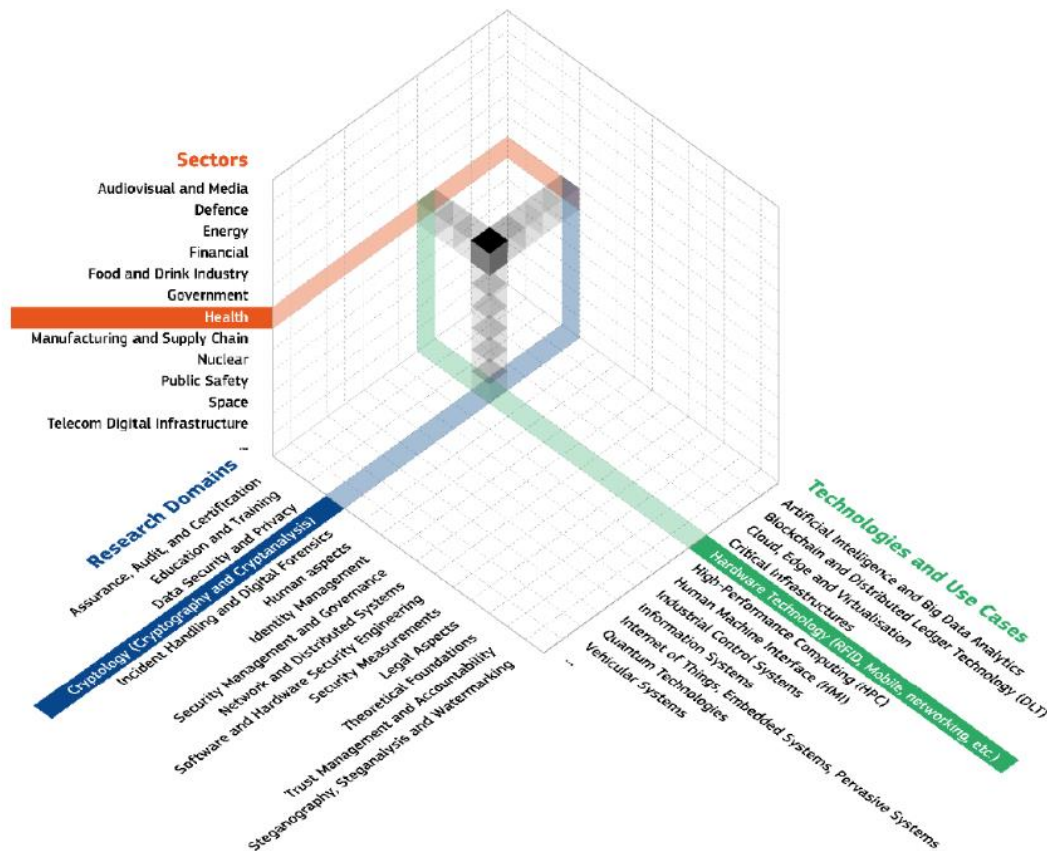 Sectors
Audiovisual and Media
Defence
Energy
Financial
Food and Drink Industry
Government
Health
Manufacturing and Supply Chain
Nuclear
Public Safety
Space
Telecom Digital Infrastructure
...
Research Domains
Assurance, Audit, and Certification
Education and Training
Data Security and Privacy
Cryptology (Cryptography and Cryptanalysis)
Incident Handling and Digital Forensics
Human aspects
Identity Management
Security Management and Governance
Network and Distributed Systems
Software and Hardware Security Engineering
Security Measurements
Legal Aspects
Theoretical Foundations
Trust Management and Accountability
Steganography, Steganalysis and Watermarking
Technologies and Use Cases
Artificial Intelligence and Big Data Analytics
Blockchain and Distributed Ledger Technology (DLT)
Cloud, Edge and Virtualisation
Critical Infrastructures
Hardware Technology (RFID, Mobile, networking, etc.)
High-Performance Computing (HPC)
Human Machine Interface (HMI)
Industrial Control Systems
Information Systems
Internet of Things, Embedded Systems, Pervasive Systems
Quantum Technologies
Vehicular Systems
...